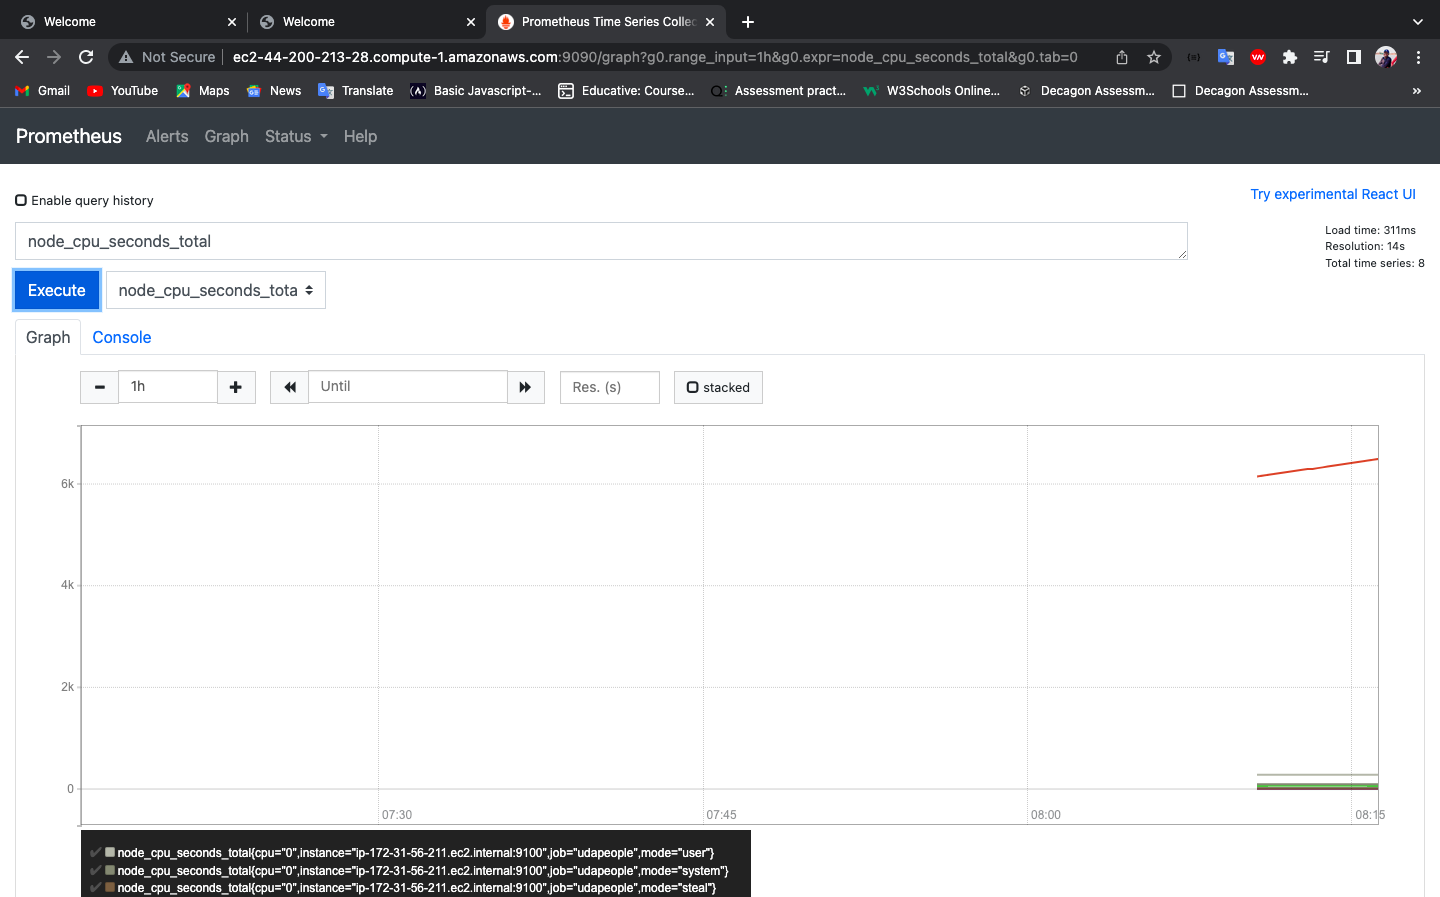 Welcome
Welcome
Prometheus Time Series Collec
Not Secure
ec2-44-200-213-28.compute-1.amazonaws.com:9090/graph?g0.range_input=1h&g0.expr=node_cpu_seconds_total&g0.tab=0
Gmail
YouTube
Maps
News
Translate
Basic Javascript-...
Educative: Course...
Assessment pract...
W3Schools Online...
Decagon Assessm...
Decagon Assessm...
Prometheus
Alerts
Graph
Status
Help
Enable query history
Try experimental React UI
node_cpu_seconds_total
Load time: 311ms
Resolution: 14s
Total time series: 8
Execute
node_cpu_seconds_tota
Graph
Console
1h
Until
Res. (s)
stacked
6k
4k
2k
0
07:30
07:45
08:00
08:15
node_cpu_seconds_total{cpu="0",instance="ip-172-31-56-211.ec2.internal:9100",job="udapeople",mode="user"}
node_cpu_seconds_total{cpu="0",instance="ip-172-31-56-211.ec2.internal:9100",job="udapeople",mode="system"}
node_cpu_seconds_total{cpu="0",instance="ip-172-31-56-211.ec2.internal:9100",job="udapeople",mode="steal"}